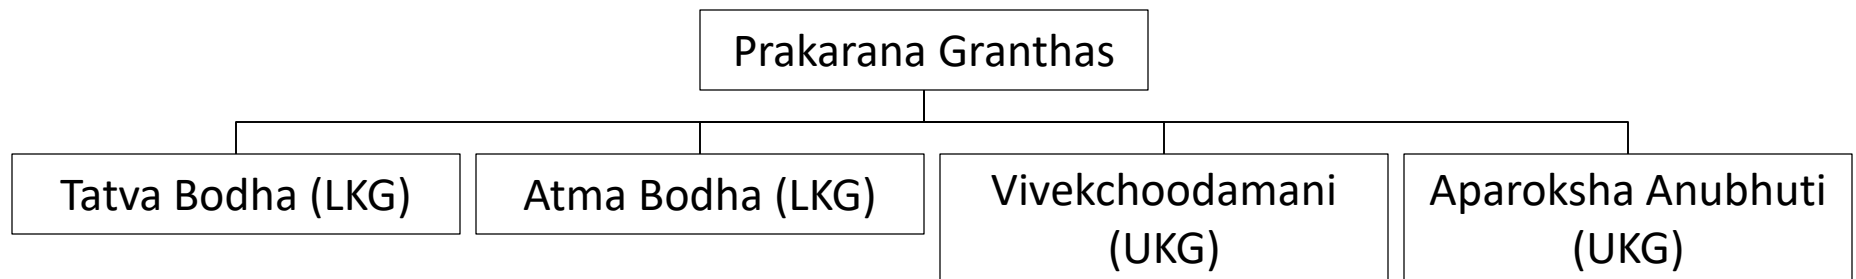 Prakarana Granthas
Tatva Bodha (LKG)
Atma Bodha (LKG)
Vivekchoodamani
(UKG)
Aparoksha Anubhuti
(UKG)